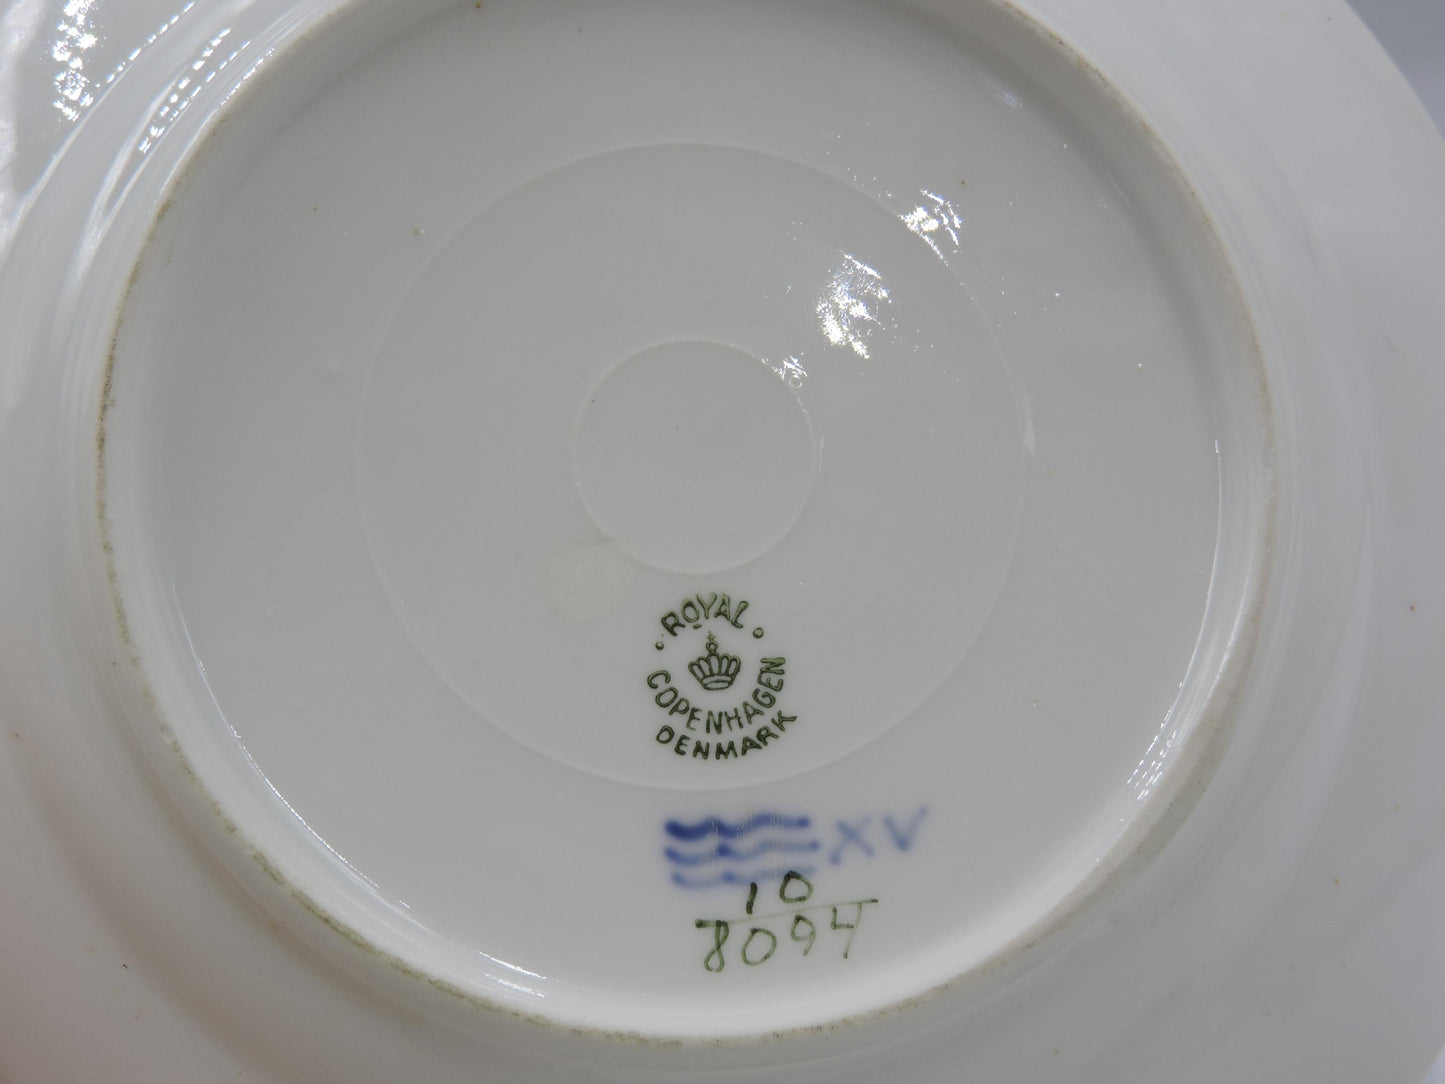 ROYAL
COPENHAGEN
DENMARK
XV
10
8094